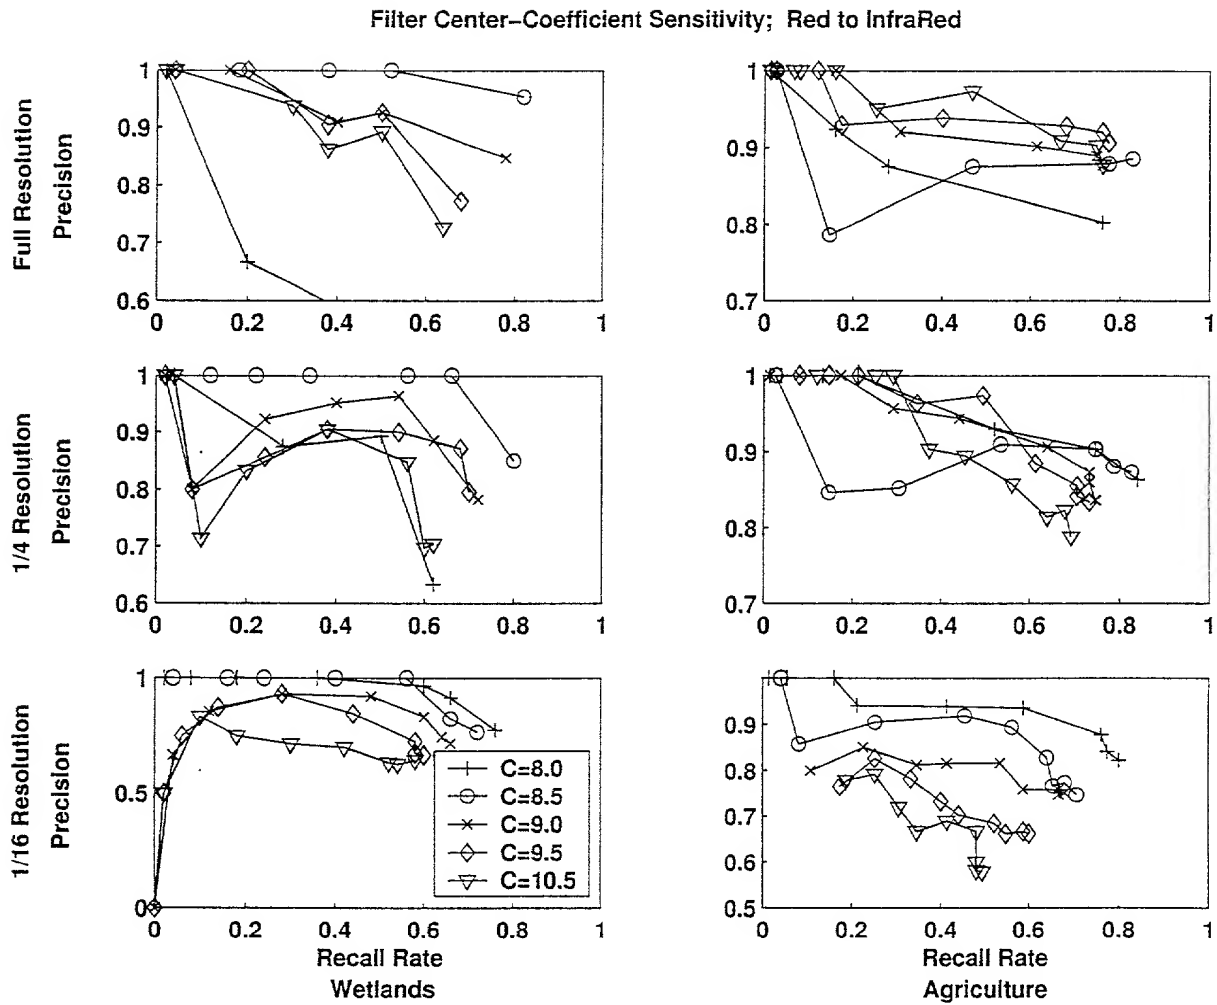 Filter Center-Coefficient Sensitivity; Red to InfraRed
Full Resolution
Precision
1
0.9
0.8
0.7
0.6
0 0.2 0.4 0.6 0.8 1
1
0.9
0.8
0.7
0 0.2 0.4 0.6 0.8 1
1/4 Resolution
Precision
1
0.9
0.8
0.7
0.6
0 0.2 0.4 0.6 0.8 1
1
0.9
0.8
0.7
0 0.2 0.4 0.6 0.8 1
1/16 Resolution
Precision
1
0.5
0
0 0.2 0.4 0.6 0.8 1
C=8.0
C=8.5
C=9.0
C=9.5
C=10.5
Recall Rate
Wetlands
0.9
0.8
0.7
0.6
0.5
0 0.2 0.4 0.6 0.8 1
Recall Rate
Agriculture